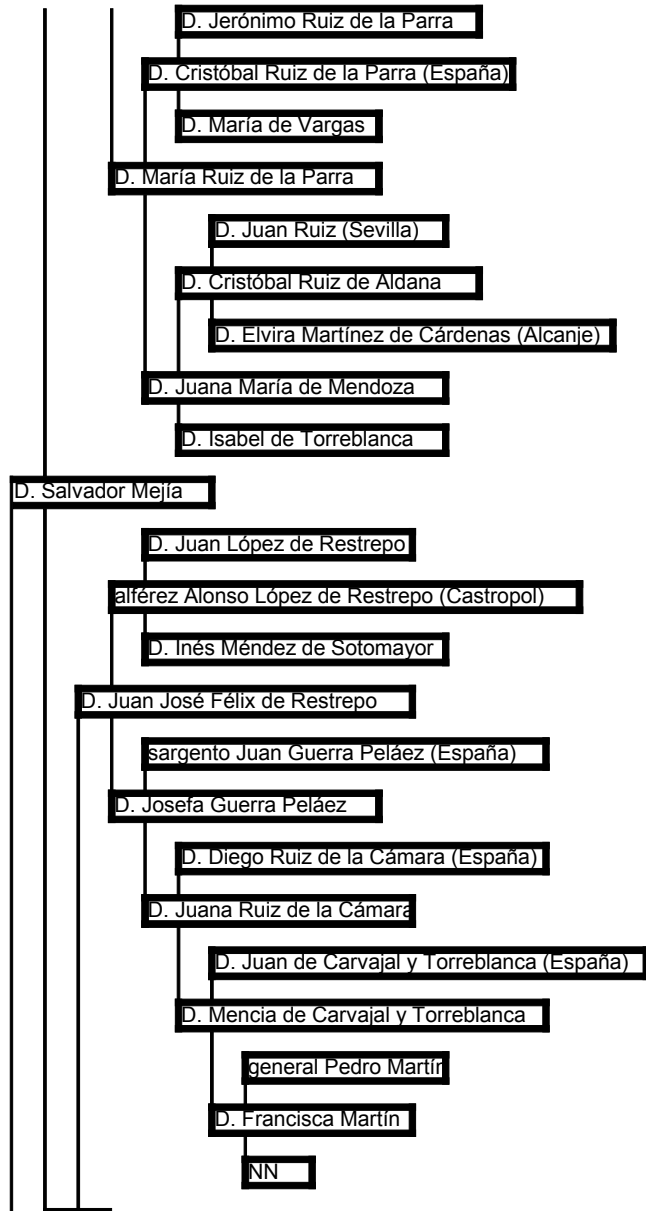 D. Jerónimo Ruiz de la Parra
D. Cristóbal Ruiz de la Parra (España)
D. María de Vargas
D. María Ruiz de la Parra
D. Juan Ruiz (Sevilla)
D. Cristóbal Ruiz de Aldana
D. Elvira Martínez de Cárdenas (Alcanje)
D. Juana María de Mendoza
D. Isabel de Torreblanca
D. Salvador Mejía
D. Juan López de Restrepo
alférez Alonso López de Restrepo (Castropol)
D. Inés Méndez de Sotomayor
D. Juan José Félix de Restrepo
sargento Juan Guerra Peláez (España)
D. Josefa Guerra Peláez
D. Diego Ruiz de la Cámara (España)
D. Juana Ruiz de la Cámara
D. Juan de Carvajal y Torreblanca (España)
D. Mencia de Carvajal y Torreblanca
general Pedro Martín
D. Francisca Martín
NN